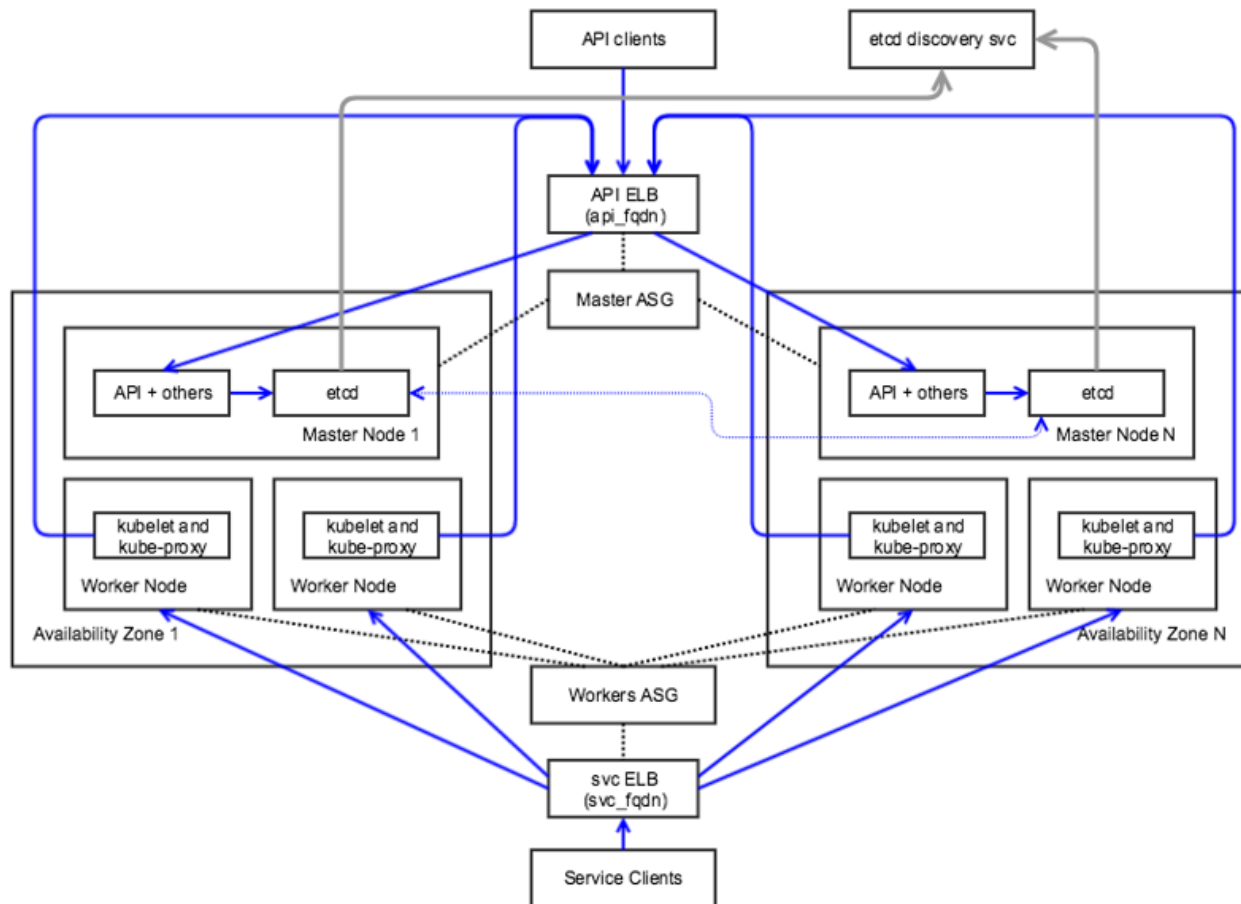 API clients
etcd discovery svc
API ELB
(api_fqdn)
Master ASG
API + others
etcd
Master Node 1
API + others
etcd
Master Node N
kubelet and
kube-proxy
Worker Node
kubelet and
kube-proxy
Worker Node
Availability Zone 1
kubelet and
kube-proxy
Worker Node
kubelet and
kube-proxy
Worker Node
Availability Zone N
Workers ASG
svc ELB
(svc_fqdn)
Service Clients